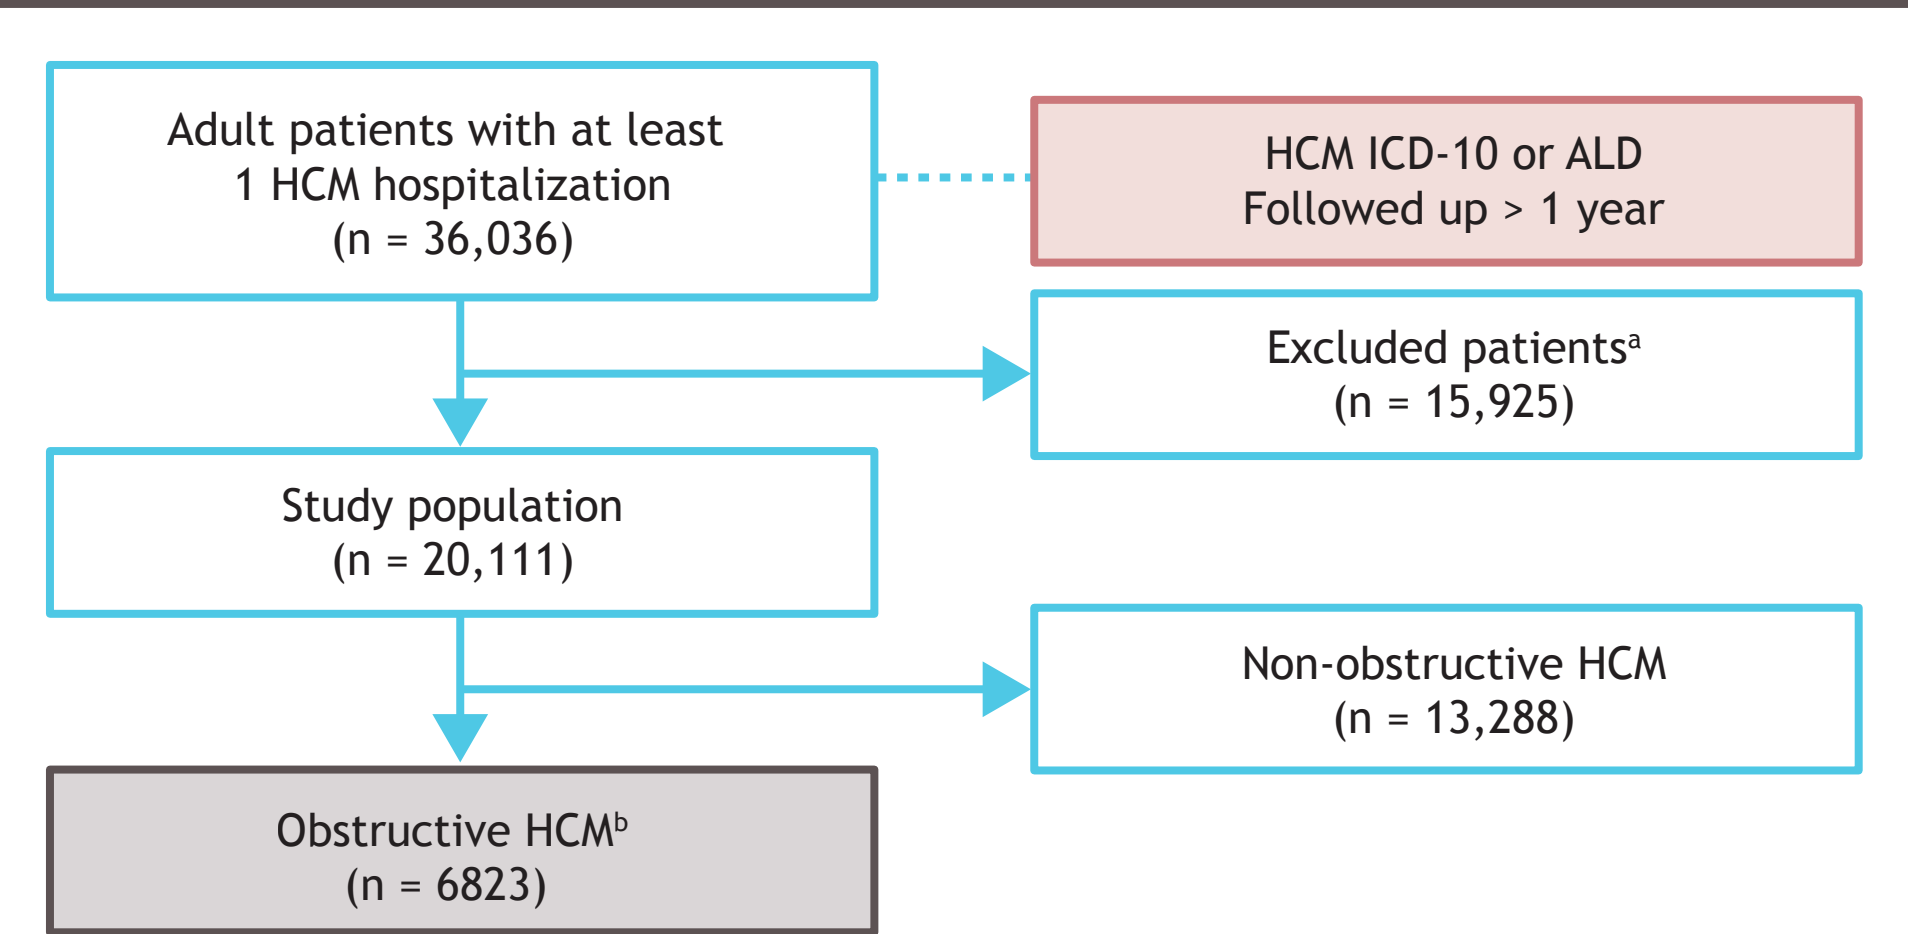 Adult patients with at least
1 HCM hospitalization
(n = 36,036)
HCM ICD-10 or ALD
Followed up > 1 year
Excluded patientsᵃ
(n = 15,925)
Study population
(n = 20,111)
Non-obstructive HCM
(n = 13,288)
Obstructive HCMᵇ
(n = 6823)